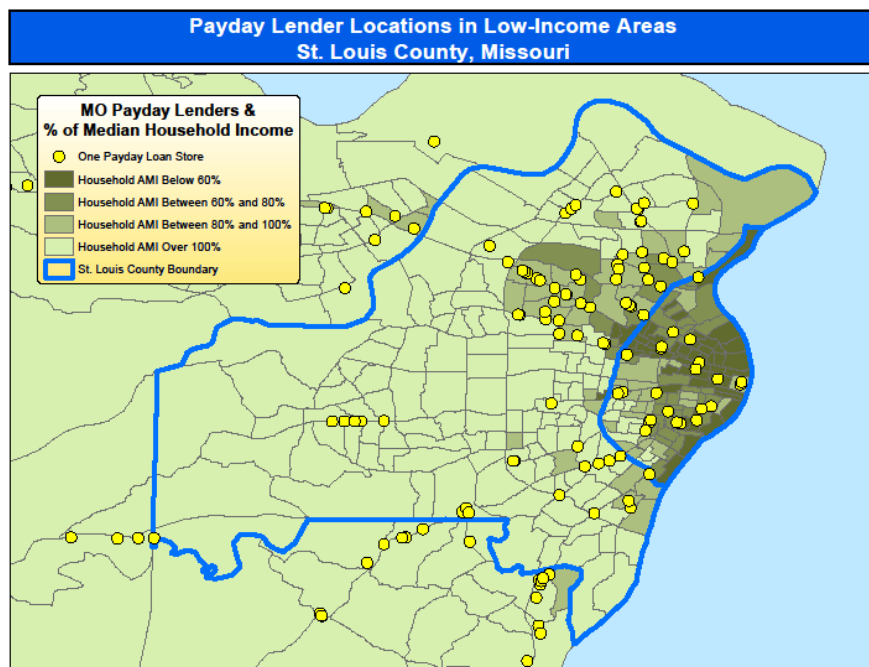 Payday Lender Locations in Low-Income Areas
St. Louis County, Missouri
MO Payday Lenders &
% of Median Household Income
One Payday Loan Store
Household AMI Below 60%
Household AMI Between 60% and 80%
Household AMI Between 80% and 100%
Household AMI Over 100%
St. Louis County Boundary